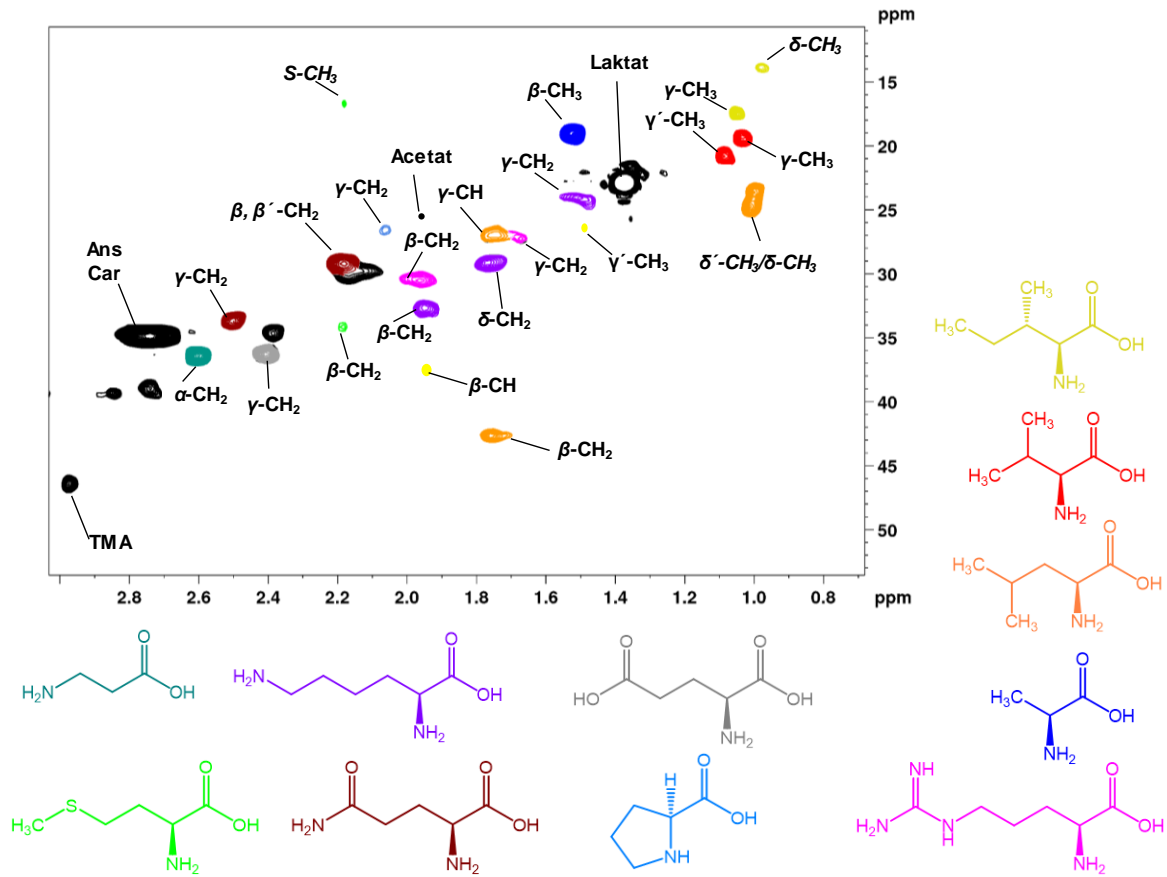 ppm
δ-CH₃
15
S-CH₃
Laktat
β-CH₃
γ-CH₃
γ´-CH₃
20
γ-CH₃
Acetat
γ-CH₂
γ-CH₂
γ-CH
25
β, β´-CH₂
β-CH₂
γ-CH₂
γ´-CH₃
δ´-CH₃/δ-CH₃
Ans
Car
γ-CH₂
30
β-CH₂
δ-CH₂
35
β-CH₂
β-CH
α-CH₂
γ-CH₂
40
β-CH₂
45
TMA
50
2.8 2.6 2.4 2.2 2.0 1.8 1.6 1.4 1.2 1.0 0.8 ppm
CH₃ O
H₃C
OH
NH₂
CH₃ O
H₃C OH
NH₂
O
H₃C
OH
CH₃ NH₂
O
H₂N OH
O
H₂N
OH
NH₂
O O
HO OH
NH₂
O
H₃C
OH
NH₂
O
S
H₃C OH
NH₂
O O
H₂N OH
NH₂
H O
OH
NH
NH O
H₂N N OH
H
NH₂